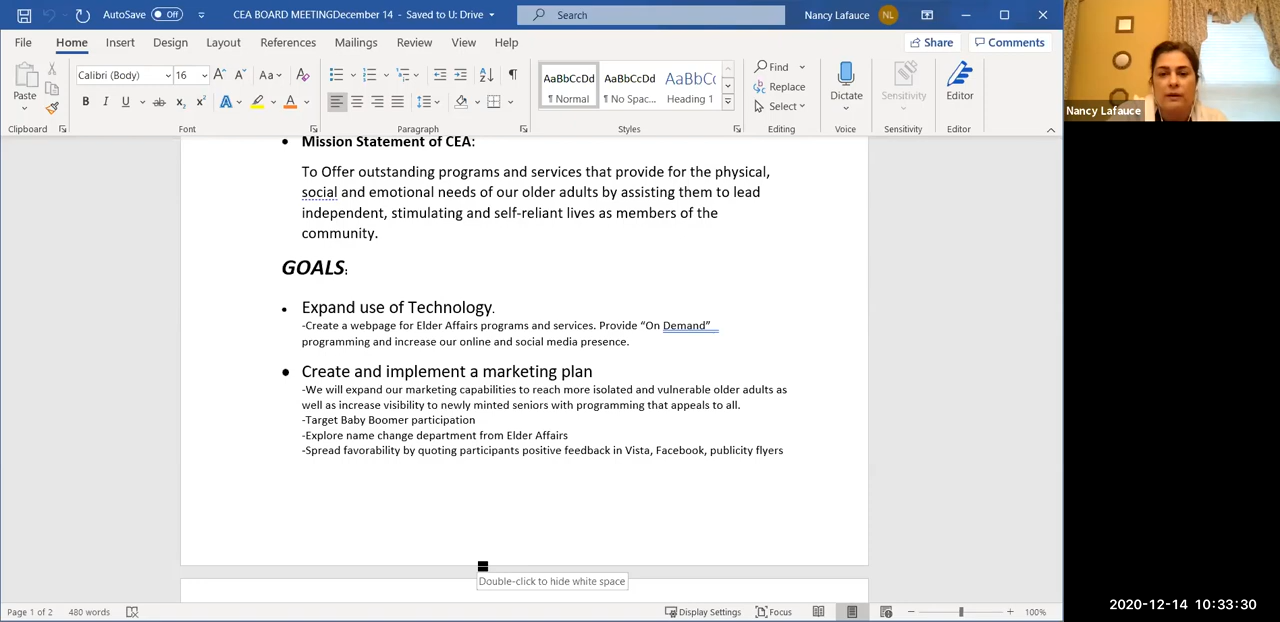 AutoSave Off
CEA BOARD MEETINGDecember 14 - Saved to U: Drive
Search
Nancy Lafauce NL
File Home Insert Design Layout References Mailings Review View Help
Share Comments
Paste
Calibri (Body) 16 A A Aa A
B I U ab x₂ x² A A
AaBbCcDd AaBbCcDd AaBbC(
¶ Normal ¶ No Spac... Heading 1
Find
Replace
Select
Dictate
Sensitivity
Editor
Clipboard Font Paragraph Styles Editing Voice Sensitivity Editor
Nancy Lafauce
• Mission Statement of CEA:
To Offer outstanding programs and services that provide for the physical,
social and emotional needs of our older adults by assisting them to lead
independent, stimulating and self-reliant lives as members of the
community.
GOALS:
• Expand use of Technology.
-Create a webpage for Elder Affairs programs and services. Provide “On Demand”
programming and increase our online and social media presence.
• Create and implement a marketing plan
-We will expand our marketing capabilities to reach more isolated and vulnerable older adults as
well as increase visibility to newly minted seniors with programming that appeals to all.
-Target Baby Boomer participation
-Explore name change department from Elder Affairs
-Spread favorability by quoting participants positive feedback in Vista, Facebook, publicity flyers
Double-click to hide white space
Page 1 of 2 480 words
Display Settings Focus
100%
2020-12-14 10:33:30